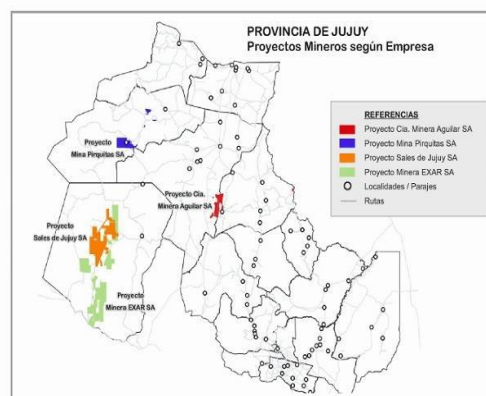 PROVINCIA DE JUJUY
Proyectos Mineros según Empresa
REFERENCIAS
Proyecto Cia. Minera Aguilar SA
Proyecto Mina Pirquitas SA
Proyecto Sales de Jujuy SA
Proyecto Minera EXAR SA
Localidades / Parajes
Rutas
Proyecto
Mina Pirquitas SA
Proyecto Cia.
Minera Aguilar SA
Proyecto
Sales de Jujuy SA
Proyecto
Minera EXAR SA